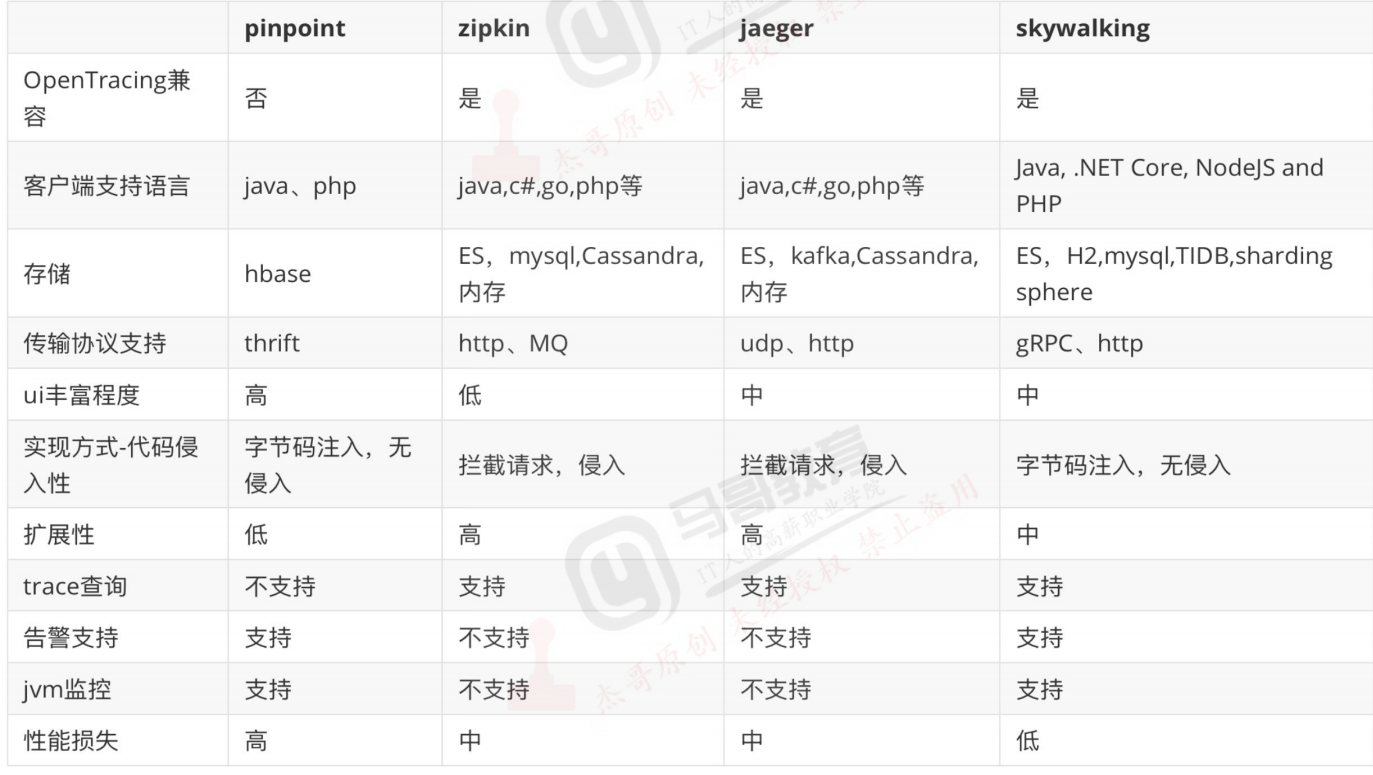 pinpoint zipkin jaeger skywalking
OpenTracing兼容 否 是 是 是
客户端支持语言 java、php java,c#,go,php等 java,c#,go,php等 Java, .NET Core, NodeJS and PHP
存储 hbase ES，mysql,Cassandra,内存 ES，kafka,Cassandra,内存 ES，H2,mysql,TIDB,sharding sphere
传输协议支持 thrift http、MQ udp、http gRPC、http
ui丰富程度 高 低 中 中
实现方式-代码侵入性 字节码注入，无侵入 拦截请求，侵入 拦截请求，侵入 字节码注入，无侵入
扩展性 低 高 高 中
trace查询 不支持 支持 支持 支持
告警支持 支持 不支持 不支持 支持
jvm监控 支持 不支持 不支持 支持
性能损失 高 中 中 低
马哥教育
IT人的高薪职业学院
杰哥原创 未经授权 禁止盗用